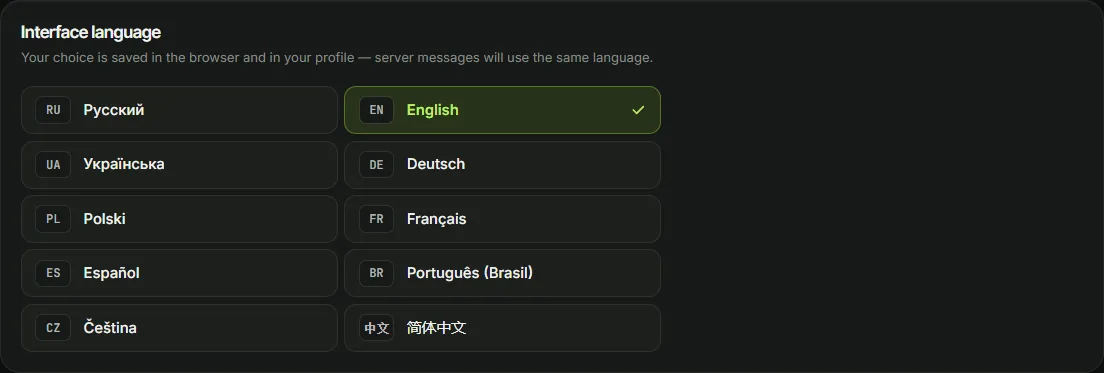 Interface language
Your choice is saved in the browser and in your profile — server messages will use the same language.
RU Русский
EN English
UA Українська
DE Deutsch
PL Polski
FR Français
ES Español
BR Português (Brasil)
CZ Čeština
中文 简体中文